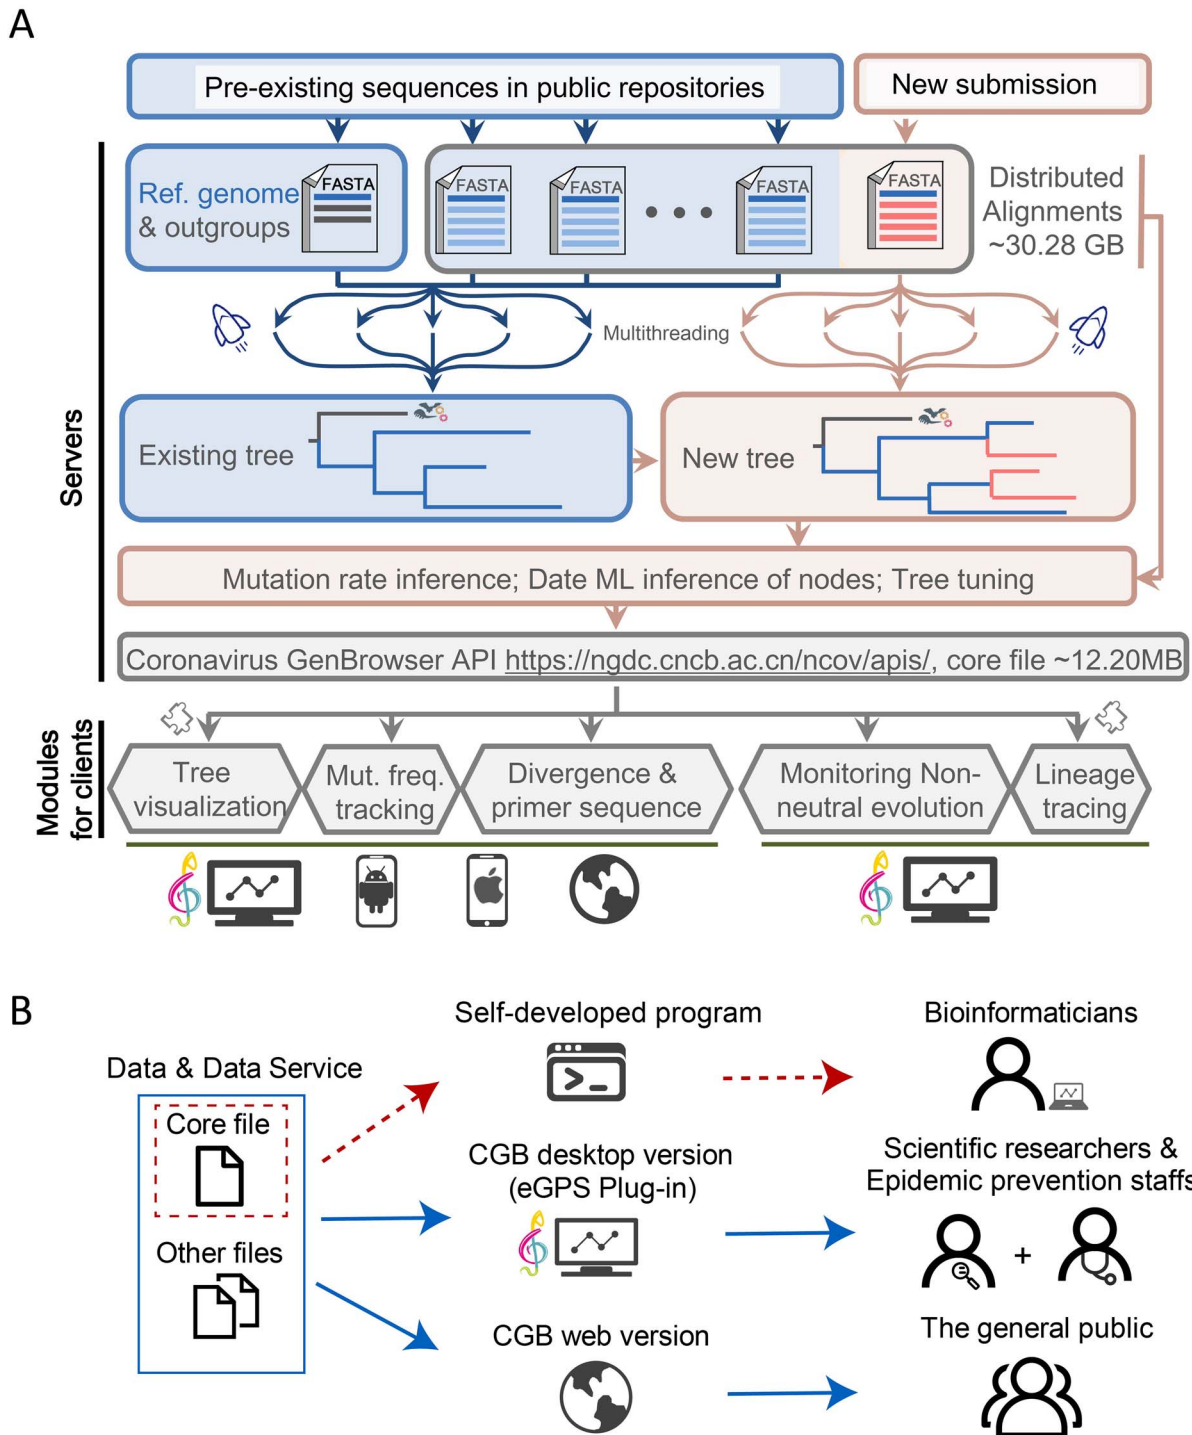 A
Pre-existing sequences in public repositories
New submission
Ref. genome
& outgroups
FASTA
FASTA
FASTA
FASTA
FASTA
Distributed
Alignments
~30.28 GB
Multithreading
Servers
Existing tree
New tree
Mutation rate inference; Date ML inference of nodes; Tree tuning
Coronavirus GenBrowser API https://ngdc.cncb.ac.cn/ncov/apis/, core file ~12.20MB
Modules
for clients
Tree
visualization
Mut. freq.
tracking
Divergence &
primer sequence
Monitoring Non-
neutral evolution
Lineage
tracing
B
Data & Data Service
Core file
Other files
Self-developed program
Bioinformaticians
CGB desktop version
(eGPS Plug-in)
Scientific researchers &
Epidemic prevention staffs
CGB web version
The general public